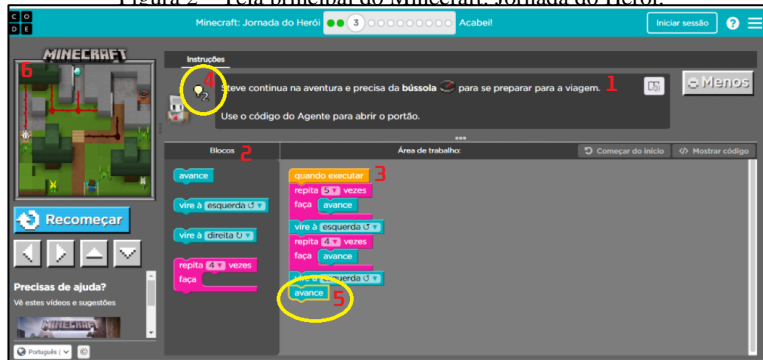 Figura 2 – Tela principal do Minecraft: Jornada do Herói.
C O
D E
Minecraft: Jornada do Herói
3
Acabei!
Iniciar sessão
?
6
MINECRAFT
Instruções
4
2
Steve continua na aventura e precisa da bússola para se preparar para a viagem.
1
Menos
Use o código do Agente para abrir o portão.
Blocos
2
Área de trabalho:
Começar do início
</> Mostrar código
avance
vire à esquerda ↺
vire à direita ↻
repita 4 vezes
faça
quando executar
3
repita 5 vezes
faça avance
vire à esquerda ↺
repita 4 vezes
faça avance
vire à esquerda ↺
avance
5
Recomeçar
Precisas de ajuda?
Vê estes vídeos e sugestões
MINECRAFT
Português (
©